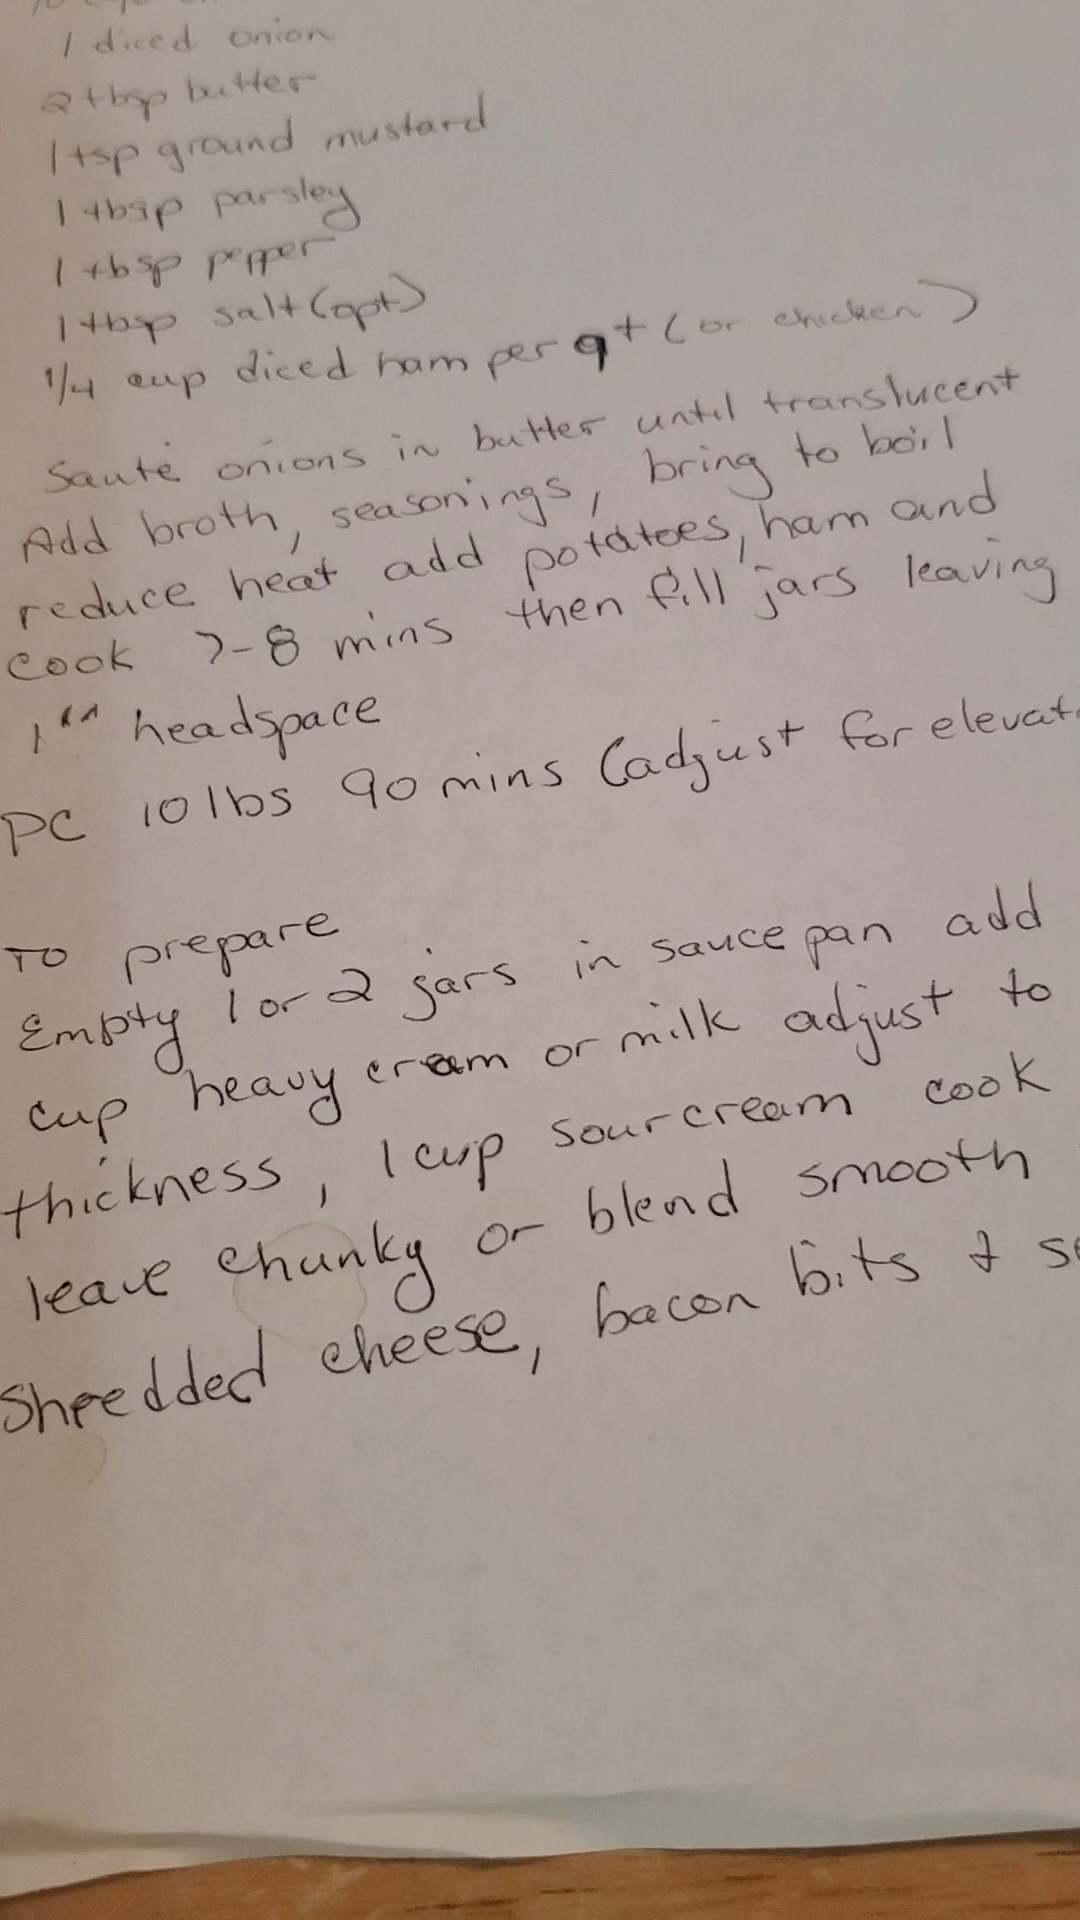 1 diced onion
2 tbsp butter
1 tsp ground mustard
1 tbsp parsley
1 tbsp pepper
1 tbsp salt (opt)
1/4 cup diced ham per qt (or chicken)
Sauté onions in butter until translucent
Add broth, seasonings, bring to boil
reduce heat add potatoes, ham and
cook 7-8 mins then fill jars leaving
1" headspace
PC 10 lbs 90 mins (adjust for elevat
To prepare
Empty 1 or 2 jars in saucepan add
cup heavy cream or milk adjust to
thickness, 1 cup sour cream cook
leave chunky or blend smooth
Shredded cheese, bacon bits &